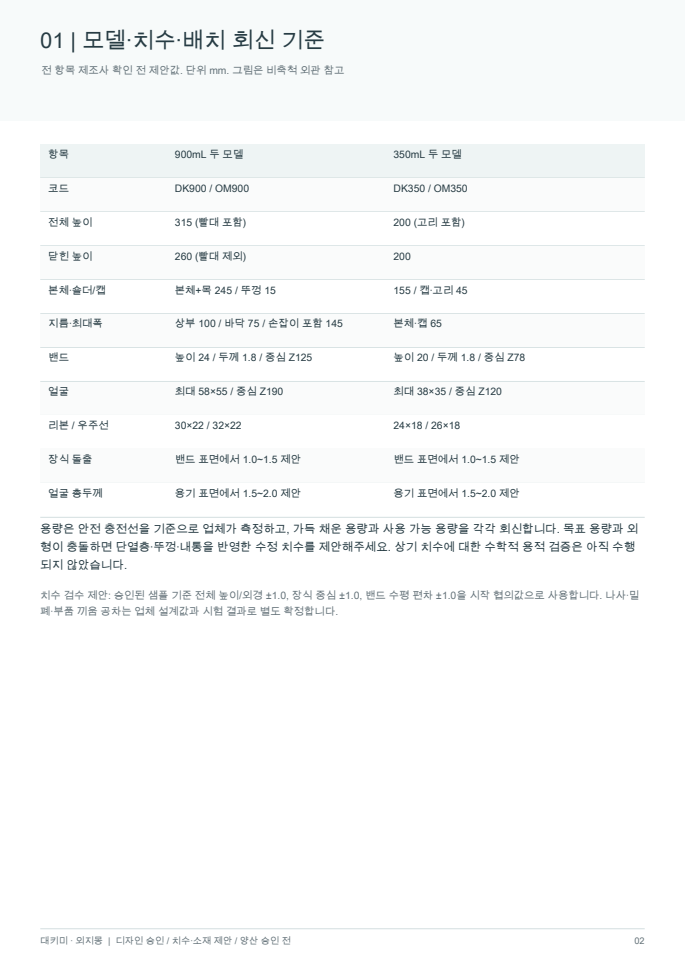 01 | 모델·치수·배치 회신 기준
전 항목 제조사 확인 전 제안값. 단위 mm. 그림은 비축척 외관 참고
항목 900mL 두 모델 350mL 두 모델
코드 DK900 / OM900 DK350 / OM350
전체 높이 315 (빨대 포함) 200 (고리 포함)
닫힌 높이 260 (빨대 제외) 200
본체·숄더/캡 본체+목 245 / 뚜껑 15 155 / 캡·고리 45
지름·최대폭 상부 100 / 바닥 75 / 손잡이 포함 145 본체·캡 65
밴드 높이 24 / 두께 1.8 / 중심 Z125 높이 20 / 두께 1.8 / 중심 Z78
얼굴 최대 58×55 / 중심 Z190 최대 38×35 / 중심 Z120
리본 / 우주선 30×22 / 32×22 24×18 / 26×18
장식 돌출 밴드 표면에서 1.0~1.5 제안 밴드 표면에서 1.0~1.5 제안
얼굴 총두께 용기 표면에서 1.5~2.0 제안 용기 표면에서 1.5~2.0 제안
용량은 안전 충전선을 기준으로 업체가 측정하고, 가득 채운 용량과 사용 가능 용량을 각각 회신합니다. 목표 용량과 외
형이 충돌하면 단열층·뚜껑·내통을 반영한 수정 치수를 제안해주세요. 상기 치수에 대한 수학적 용적 검증은 아직 수행
되지 않았습니다.
치수 검수 제안: 승인된 샘플 기준 전체 높이/외경 ±1.0, 장식 중심 ±1.0, 밴드 수평 편차 ±1.0을 시작 협의값으로 사용합니다. 나사·밀
폐·부품 끼움 공차는 업체 설계값과 시험 결과로 별도 확정합니다.
대키미 · 외지몽 | 디자인 승인 / 치수·소재 제안 / 양산 승인 전 02